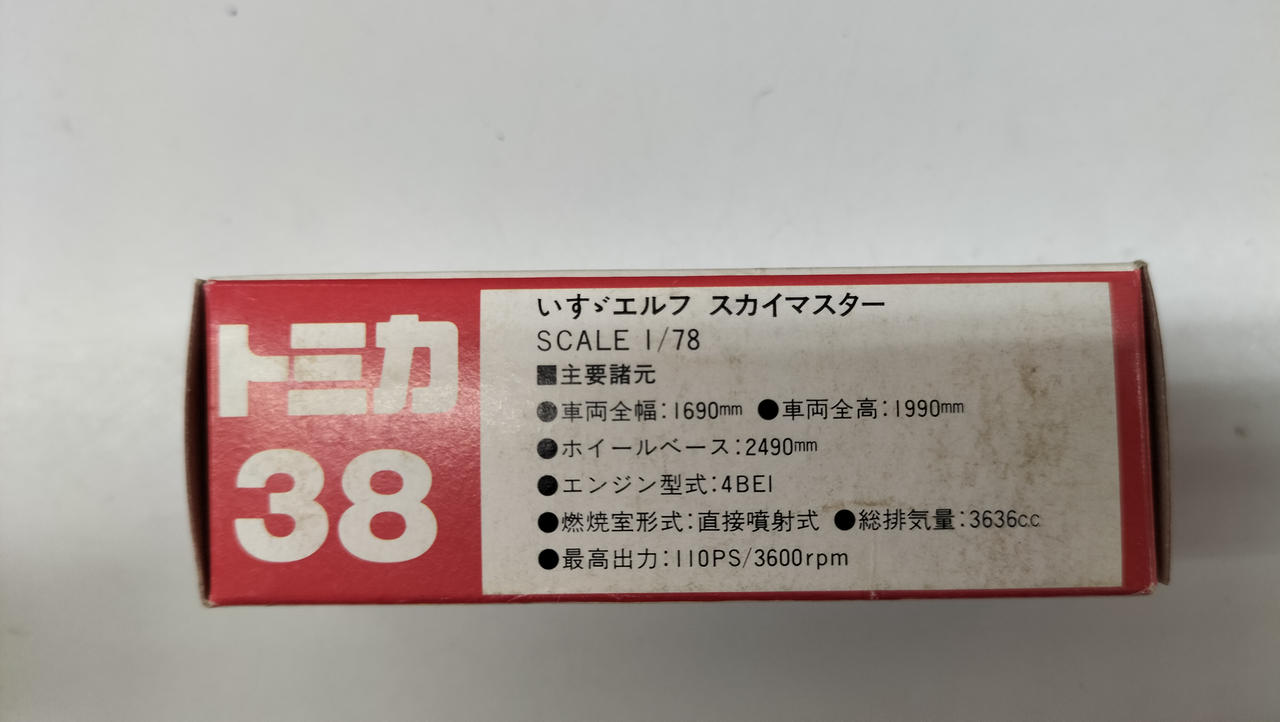 トミカ
38
いすゞエルフ スカイマスター
SCALE 1/78
■主要諸元
●車両全幅:1690mm ●車両全高:1990mm
●ホイールベース:2490mm
●エンジン型式:4BE1
●燃焼室形式:直接噴射式 ●総排気量:3636c.c
●最高出力:110PS/3600rpm